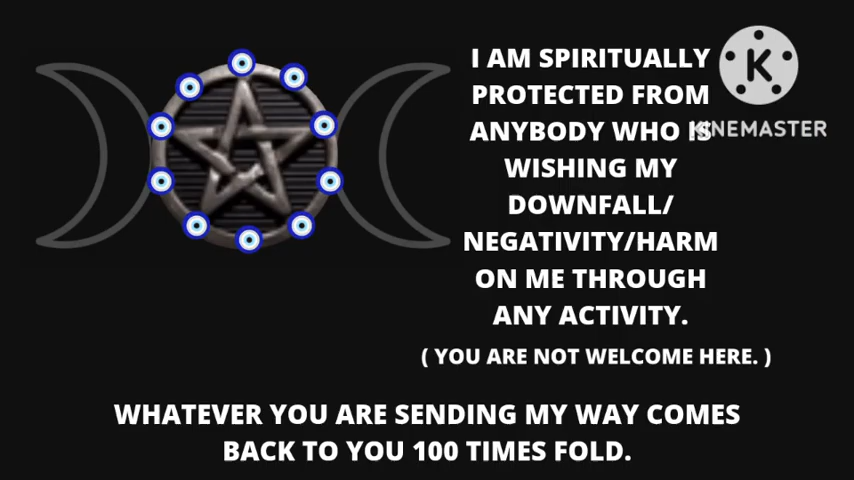 I AM SPIRITUALLY
PROTECTED FROM
ANYBODY WHO IS
WISHING MY
DOWNFALL/
NEGATIVITY/HARM
ON ME THROUGH
ANY ACTIVITY.
( YOU ARE NOT WELCOME HERE. )
WHATEVER YOU ARE SENDING MY WAY COMES
BACK TO YOU 100 TIMES FOLD.
K
KINEMASTER